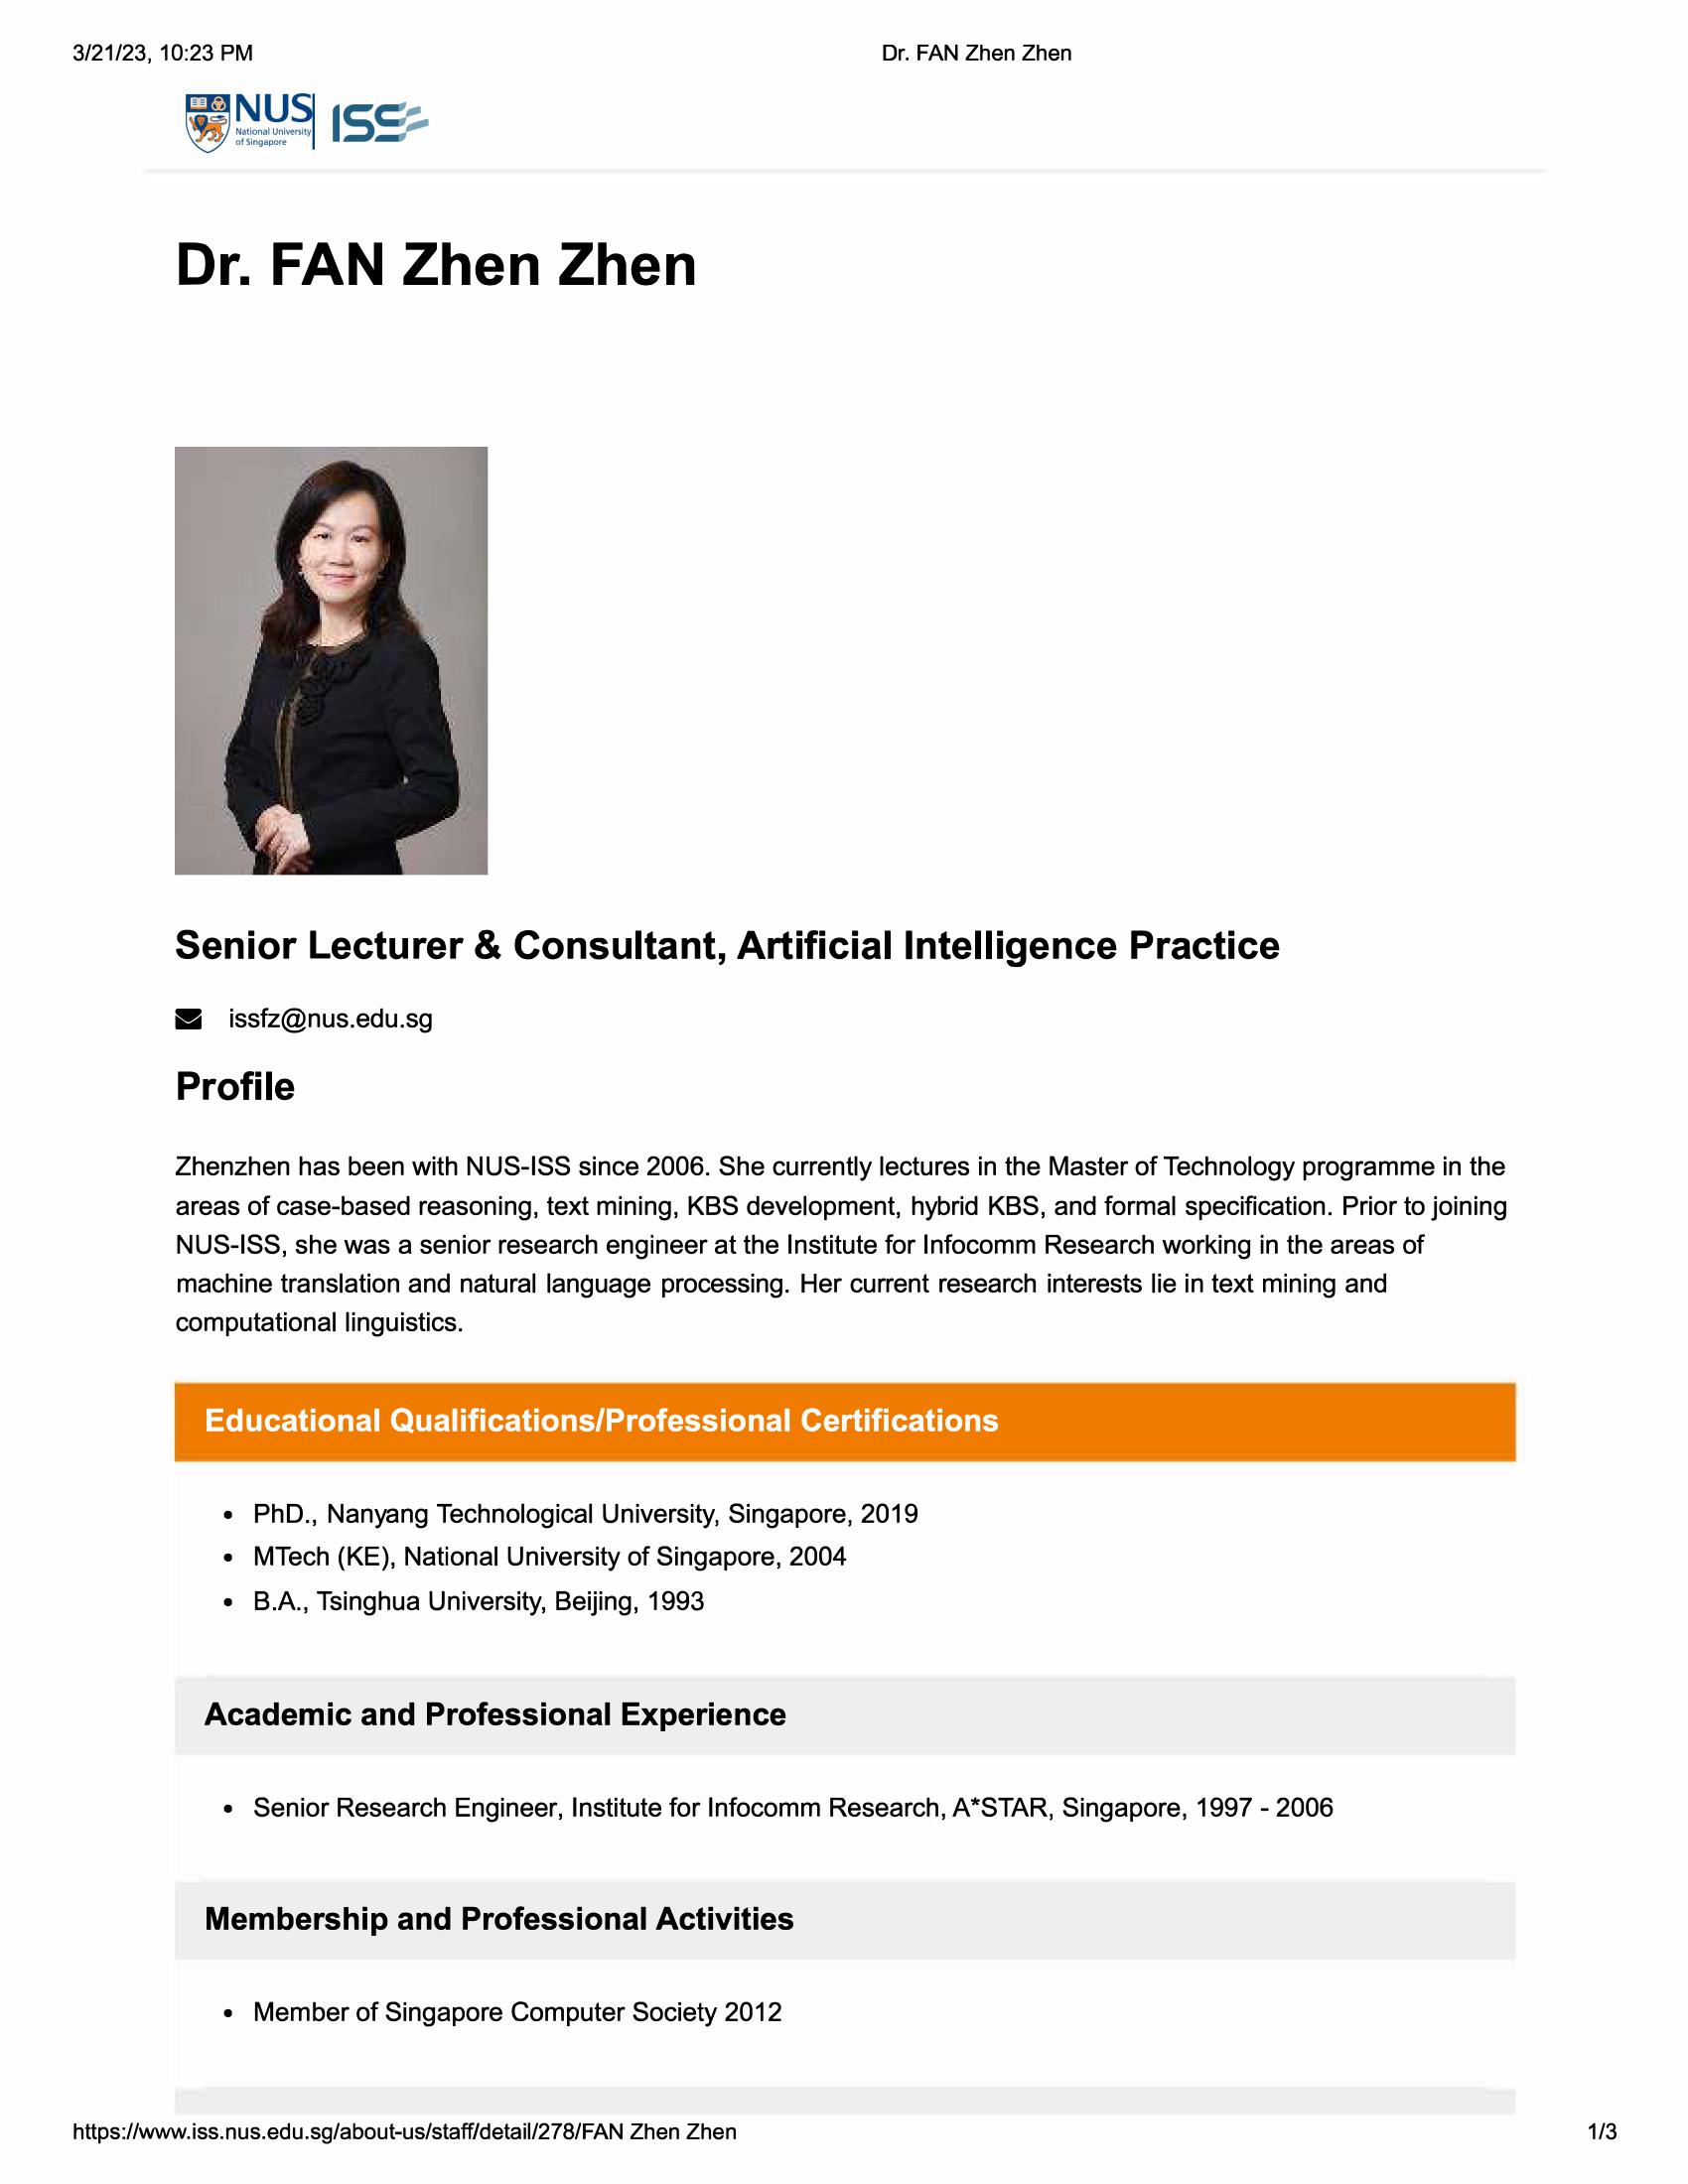 3/21/23, 10:23 PM
Dr. FAN Zhen Zhen
NUS
National University
of Singapore
ISS
Dr. FAN Zhen Zhen
Senior Lecturer & Consultant, Artificial Intelligence Practice
issfz@nus.edu.sg
Profile
Zhenzhen has been with NUS-ISS since 2006. She currently lectures in the Master of Technology programme in the
areas of case-based reasoning, text mining, KBS development, hybrid KBS, and formal specification. Prior to joining
NUS-ISS, she was a senior research engineer at the Institute for Infocomm Research working in the areas of
machine translation and natural language processing. Her current research interests lie in text mining and
computational linguistics.
Educational Qualifications/Professional Certifications
• PhD., Nanyang Technological University, Singapore, 2019
• MTech (KE), National University of Singapore, 2004
• B.A., Tsinghua University, Beijing, 1993
Academic and Professional Experience
• Senior Research Engineer, Institute for Infocomm Research, A*STAR, Singapore, 1997 - 2006
Membership and Professional Activities
• Member of Singapore Computer Society 2012
https://www.iss.nus.edu.sg/about-us/staff/detail/278/FAN Zhen Zhen
1/3